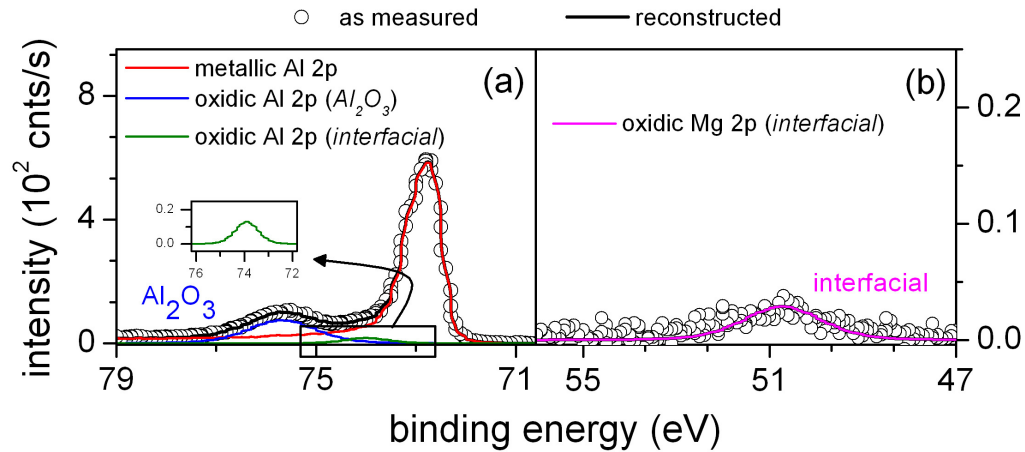 as measured reconstructed
metallic Al 2p
oxidic Al 2p (Al₂O₃)
oxidic Al 2p (interfacial)
(a)
8
4
0
0.2
0.0
76 74 72
Al₂O₃
79 75 71
intensity (10² cnts/s)
(b)
oxidic Mg 2p (interfacial)
interfacial
0.2
0.1
0.0
55 51 47
binding energy (eV)